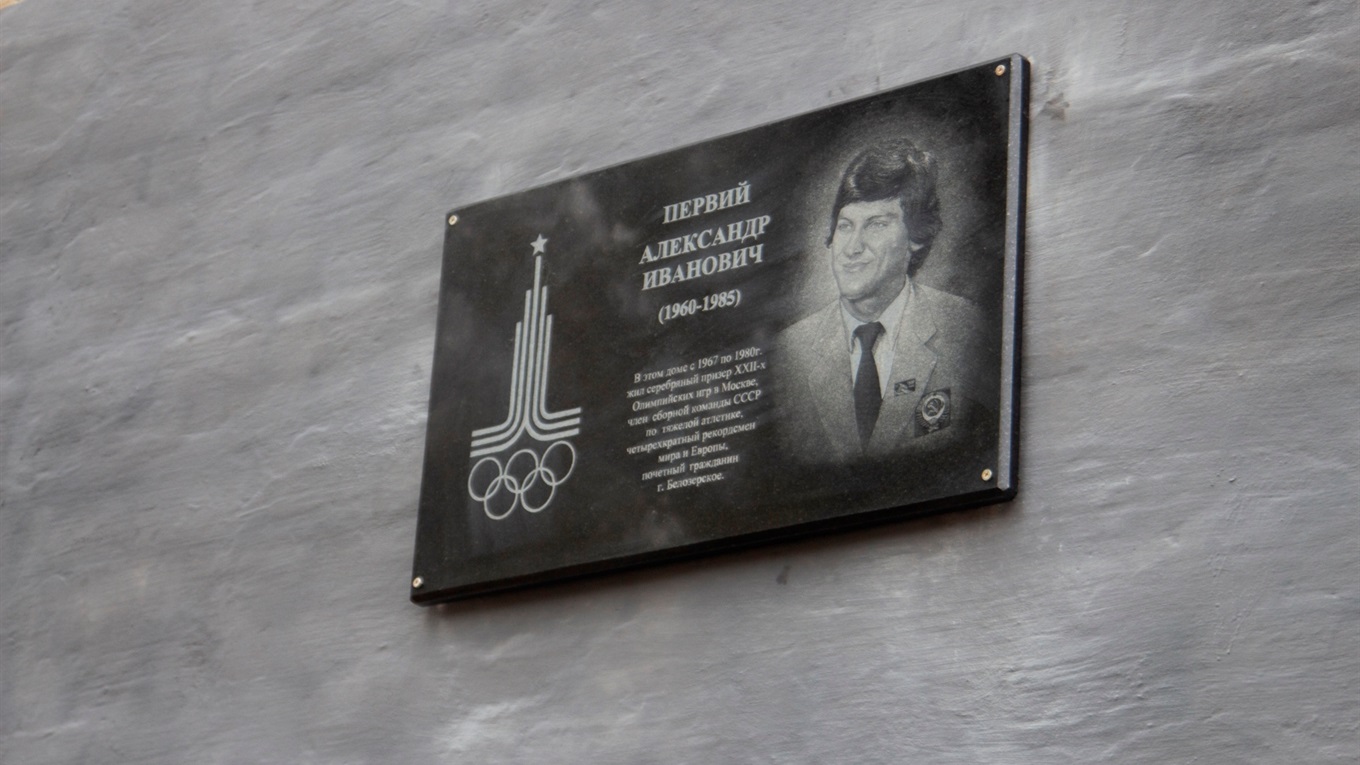 ПЕРВИЙ
АЛЕКСАНДР
ИВАНОВИЧ
(1960-1985)
В этом доме с 1967 по 1980г.
жил серебряный призер XXII-х
Олимпийских игр в Москве,
член сборной команды СССР
по тяжелой атлетике,
четырехкратный рекордсмен
мира и Европы,
почетный гражданин
г. Белозерское.